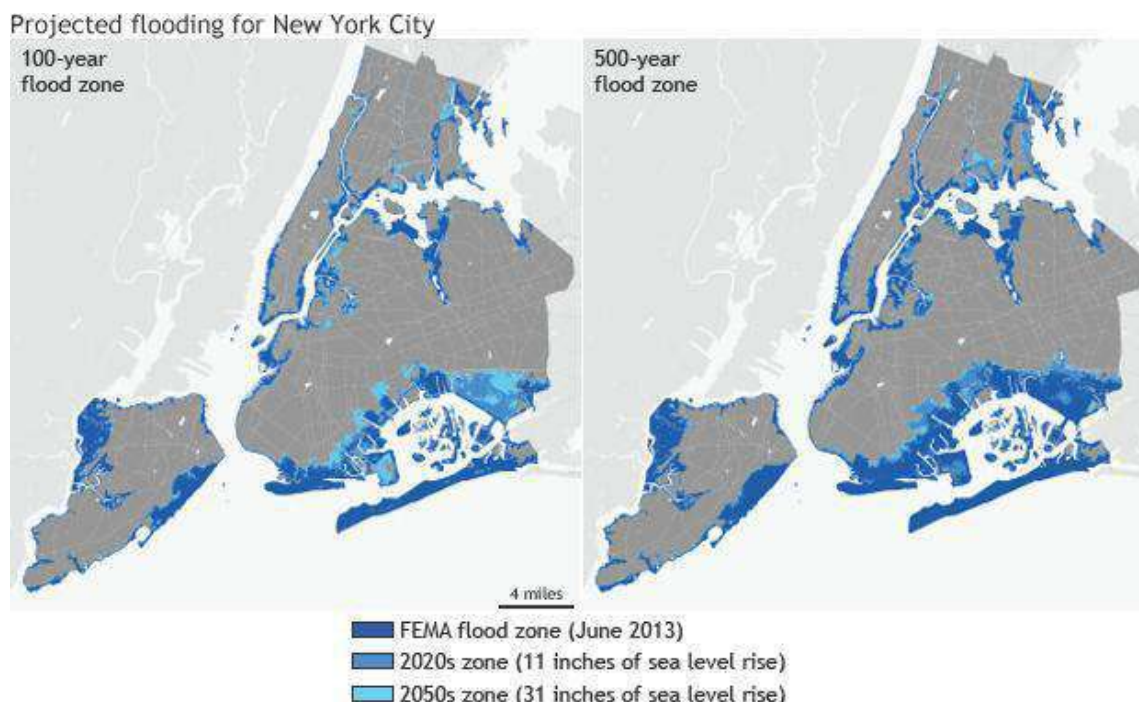 Projected flooding for New York City
100-year
flood zone
500-year
flood zone
4 miles
FEMA flood zone (June 2013)
2020s zone (11 inches of sea level rise)
2050s zone (31 inches of sea level rise)